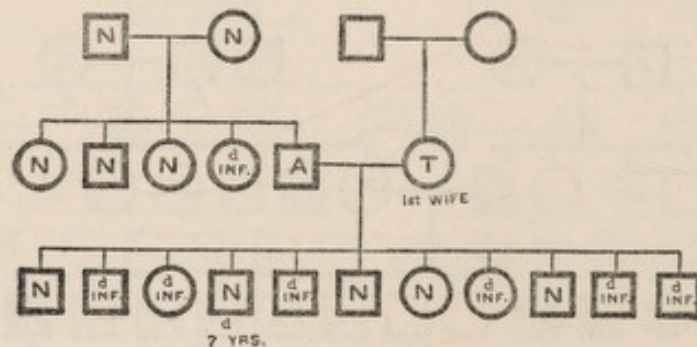 N N
N N N d INF. A T
1st WIFE
N d INF. d INF. N d INF. N N d INF. N d INF. d INF.
d
7 YRS.